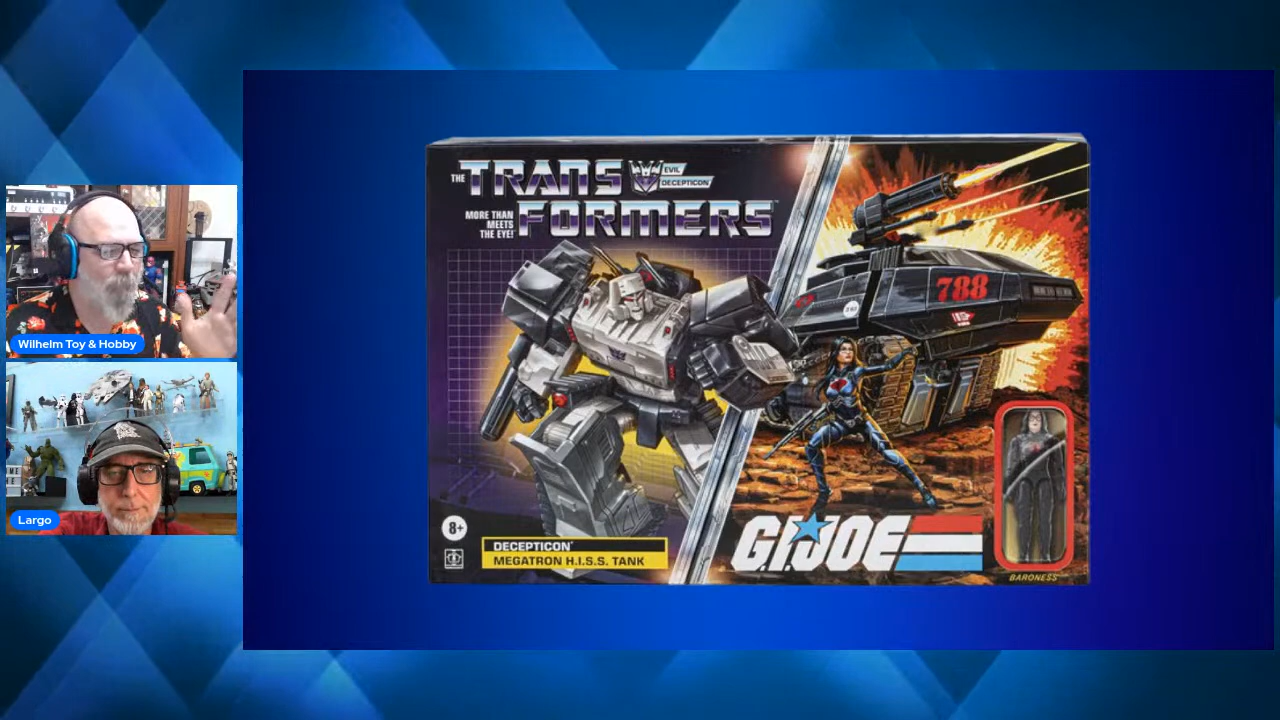 Wilhelm Toy & Hobby
Largo
THE TRANS EVIL DECEPTICON
MORE THAN MEETS THE EYE! FORMERS
788
8+
DECEPTICON
MEGATRON H.I.S.S. TANK
G.I.JOE
BARONESS